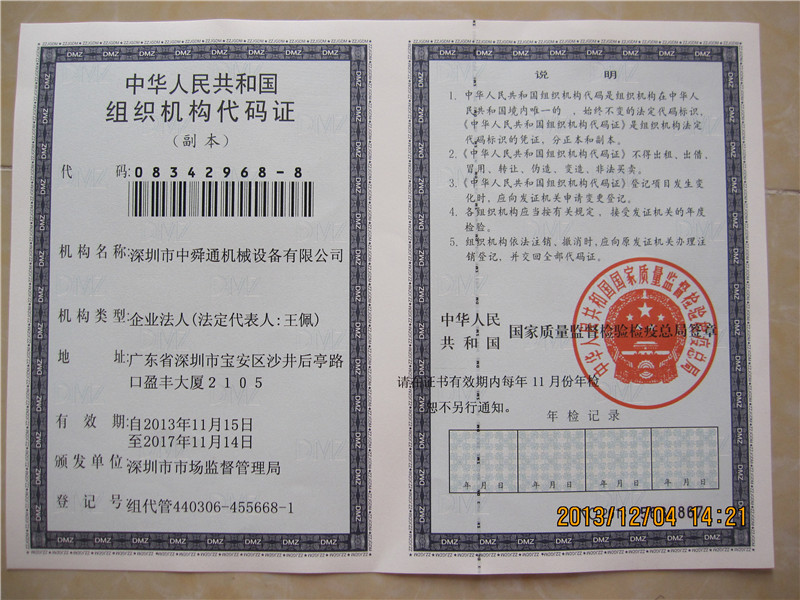 中华人民共和国
组织机构代码证
(副本)
代 码:08342968-8
机构名称:深圳市中舜通机械设备有限公司
机构类型:企业法人(法定代表人:王佩)
地 址:广东省深圳市宝安区沙井后亭路
口盈丰大厦2105
有 效 期:自2013年11月15日
至2017年11月14日
颁发单位:深圳市市场监督管理局
登 记 号:组代管440306-455668-1
说 明
1. 中华人民共和国组织机构代码是组织机构在中华人
民共和国境内唯一的、始终不变的法定代码标识,
《中华人民共和国组织机构代码证》是组织机构法定
代码标识的凭证,分正本和副本。
2.《中华人民共和国组织机构代码证》不得出租、出借、
冒用、转让、伪造、变造、非法买卖。
3.《中华人民共和国组织机构代码证》登记项目发生变
化时,应向发证机关申请变更登记。
4. 各组织机构应当按有关规定,接受发证机关的年度
检验。
5. 组织机构依法注销、撤消时,应向原发证机关办理注
销登记,并交回全部代码证。
中华人民
共和国 国家质量监督检验检疫总局签章
中华人民共和国国家质量监督检验检疫总局
请在证书有效期内每年11月份年检
恕不另行通知。
年检记录
年 月 日 年 月 日 年 月 日 年 月 日
2013/12/04 14:21